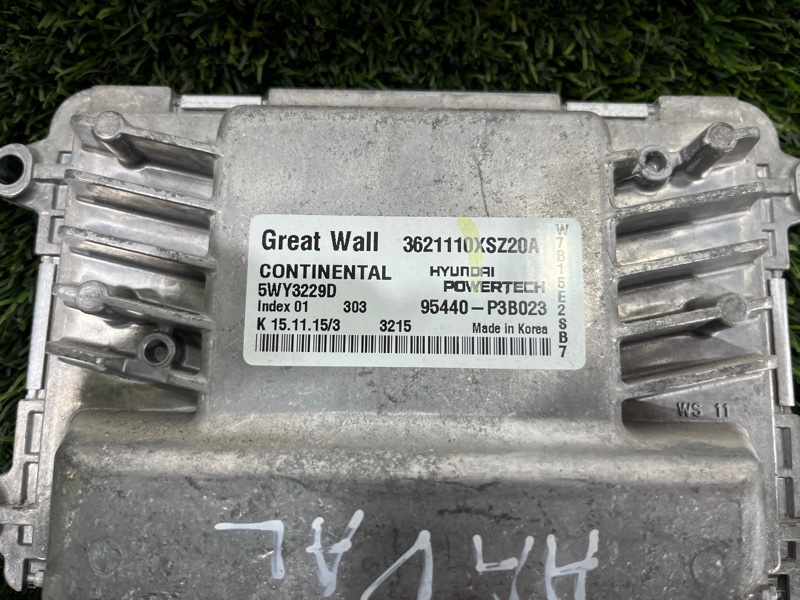 Great Wall 3621110XSZ20A
CONTINENTAL HYUNDAI
5WY3229D POWERTECH
Index 01 303 95440-P3B023
K 15.11.15/3 3215 Made in Korea
W7B15E2SB7
WS 11
HAVAL